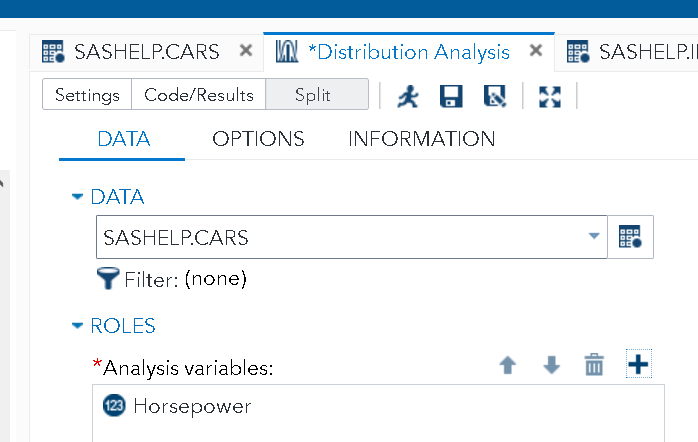 SASHELP.CARS × *Distribution Analysis × SASHELP.I
Settings Code/Results Split
DATA OPTIONS INFORMATION
DATA
SASHELP.CARS
Filter: (none)
ROLES
*Analysis variables:
123 Horsepower